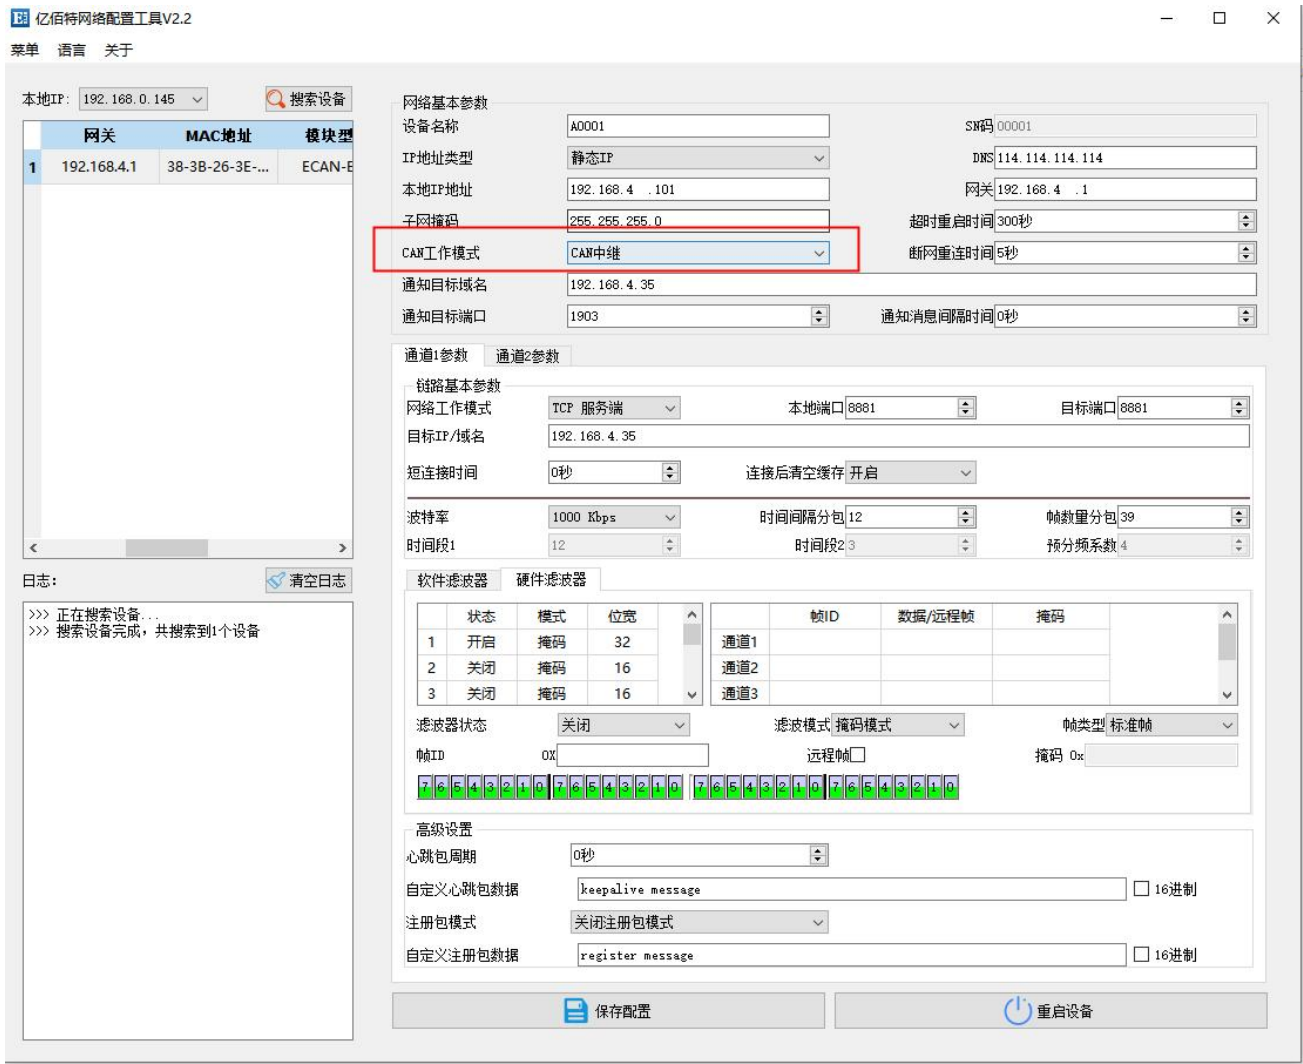 亿佰特网络配置工具V2.2
菜单 语言 关于
本地IP: 192.168.0.145 搜索设备
网关 MAC地址 模块型
1 192.168.4.1 38-3B-26-3E-... ECAN-E
网络基本参数
设备名称 A0001 SN码 00001
IP地址类型 静态IP DNS 114.114.114.114
本地IP地址 192.168.4 .101 网关 192.168.4 .1
子网掩码 255.255.255.0 超时重启时间 300秒
CAN工作模式 CAN中继 断网重连时间 5秒
通知目标域名 192.168.4.35
通知目标端口 1903 通知消息间隔时间 0秒
通道1参数 通道2参数
链路基本参数
网络工作模式 TCP 服务端 本地端口 8881 目标端口 8881
目标IP/域名 192.168.4.35
短连接时间 0秒 连接后清空缓存 开启
波特率 1000 Kbps 时间间隔分包 12 帧数量分包 39
时间段1 12 时间段2 3 预分频系数 4
日志: 清空日志
>>> 正在搜索设备...
>>> 搜索设备完成，共搜索到1个设备
软件滤波器 硬件滤波器
状态 模式 位宽 帧ID 数据/远程帧 掩码
1 开启 掩码 32 通道1
2 关闭 掩码 16 通道2
3 关闭 掩码 16 通道3
滤波器状态 关闭 滤波模式 掩码模式 帧类型 标准帧
帧ID 0X 远程帧 掩码 0x
7 6 5 4 3 2 1 0 7 6 5 4 3 2 1 0 7 6 5 4 3 2 1 0 7 6 5 4 3 2 1 0
高级设置
心跳包周期 0秒
自定义心跳包数据 keepalive message 16进制
注册包模式 关闭注册包模式
自定义注册包数据 register message 16进制
保存配置 重启设备